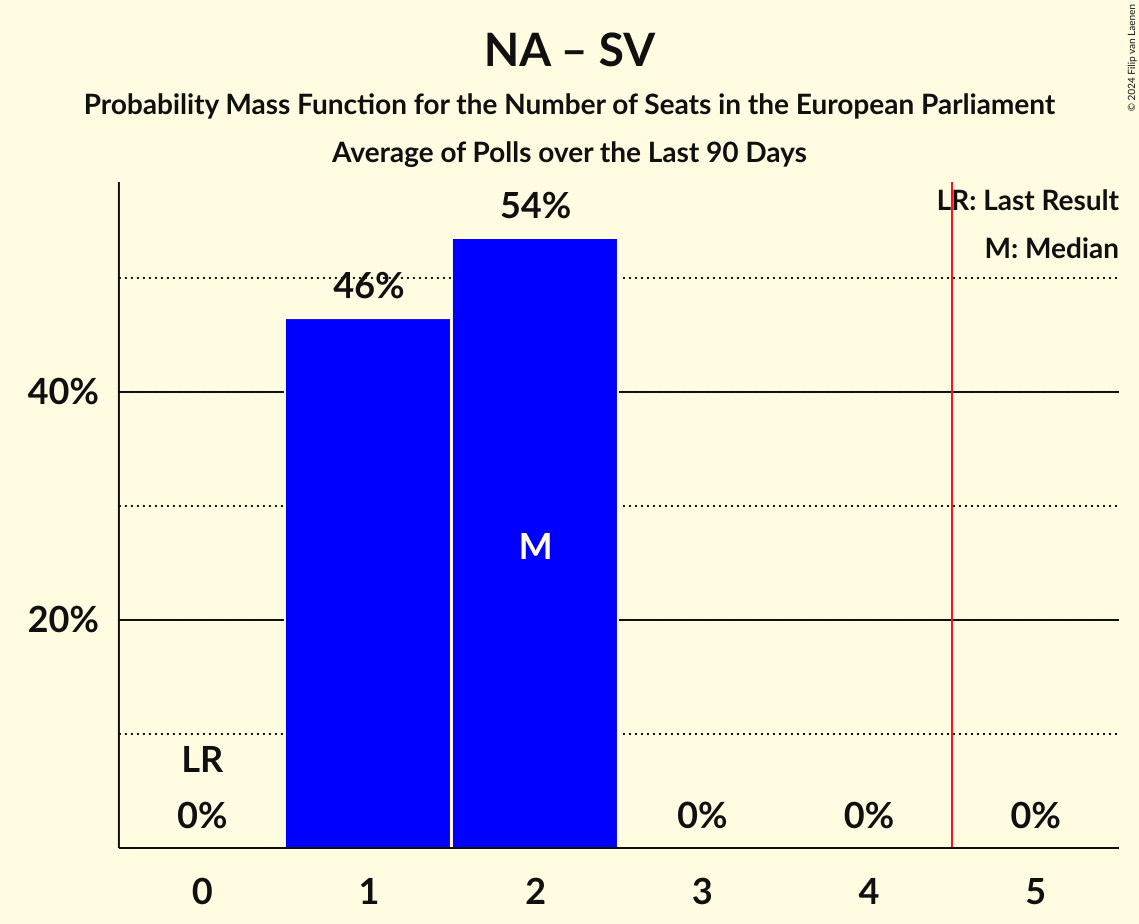 NA – SV
Probability Mass Function for the Number of Seats in the European Parliament
Average of Polls over the Last 90 Days
© 2024 Filip van Laenen
LR: Last Result
M: Median
54%
46%
40%
M
20%
LR
0%
0%
0%
0%
0 1 2 3 4 5